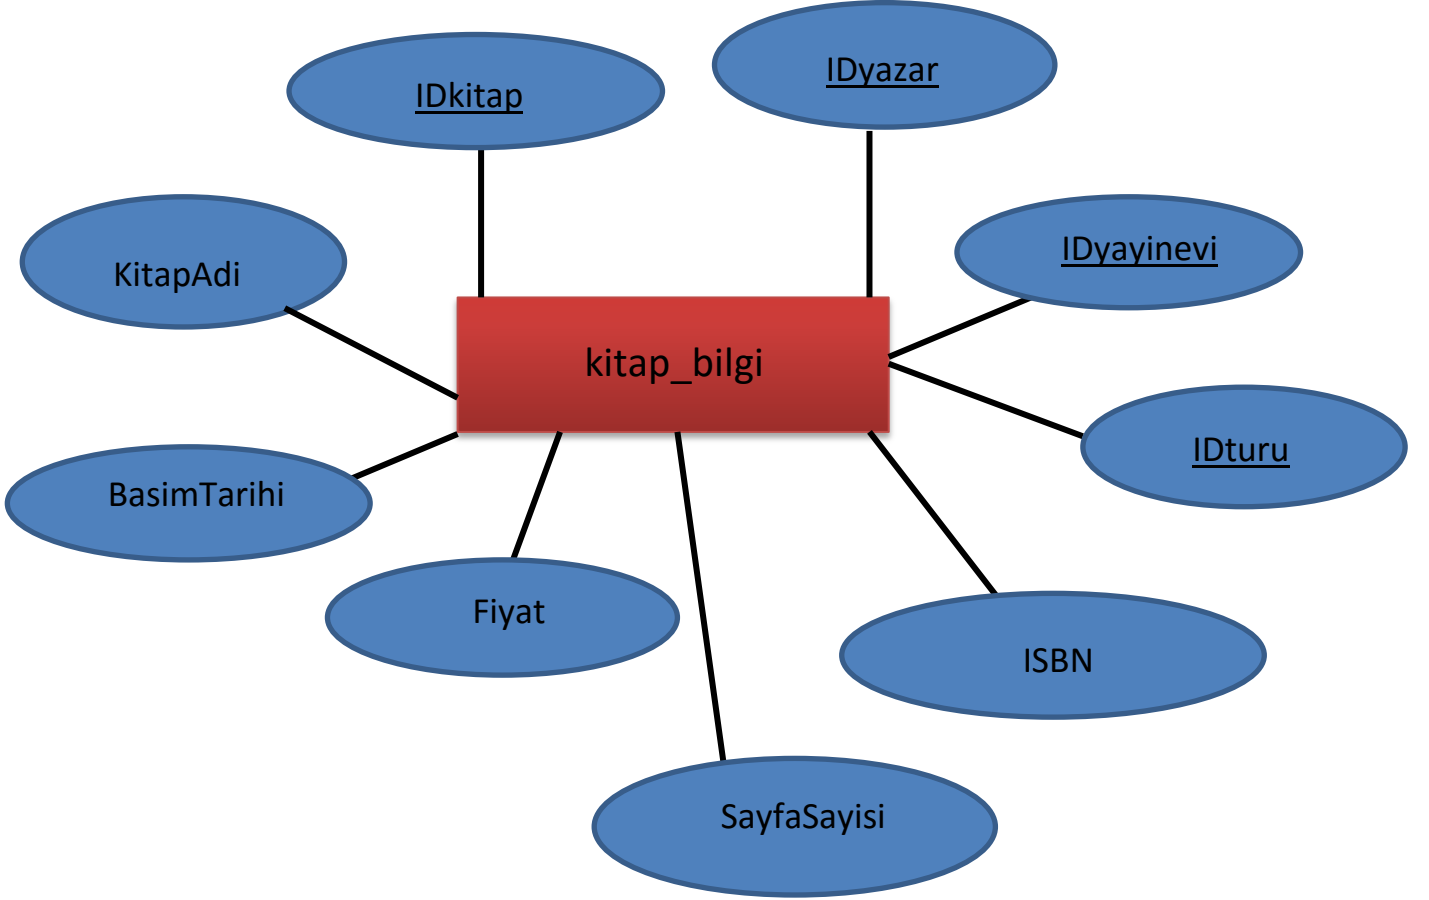 IDyazar
IDkitap
IDyayinevi
KitapAdi
kitap_bilgi
IDturu
BasimTarihi
Fiyat
ISBN
SayfaSayisi